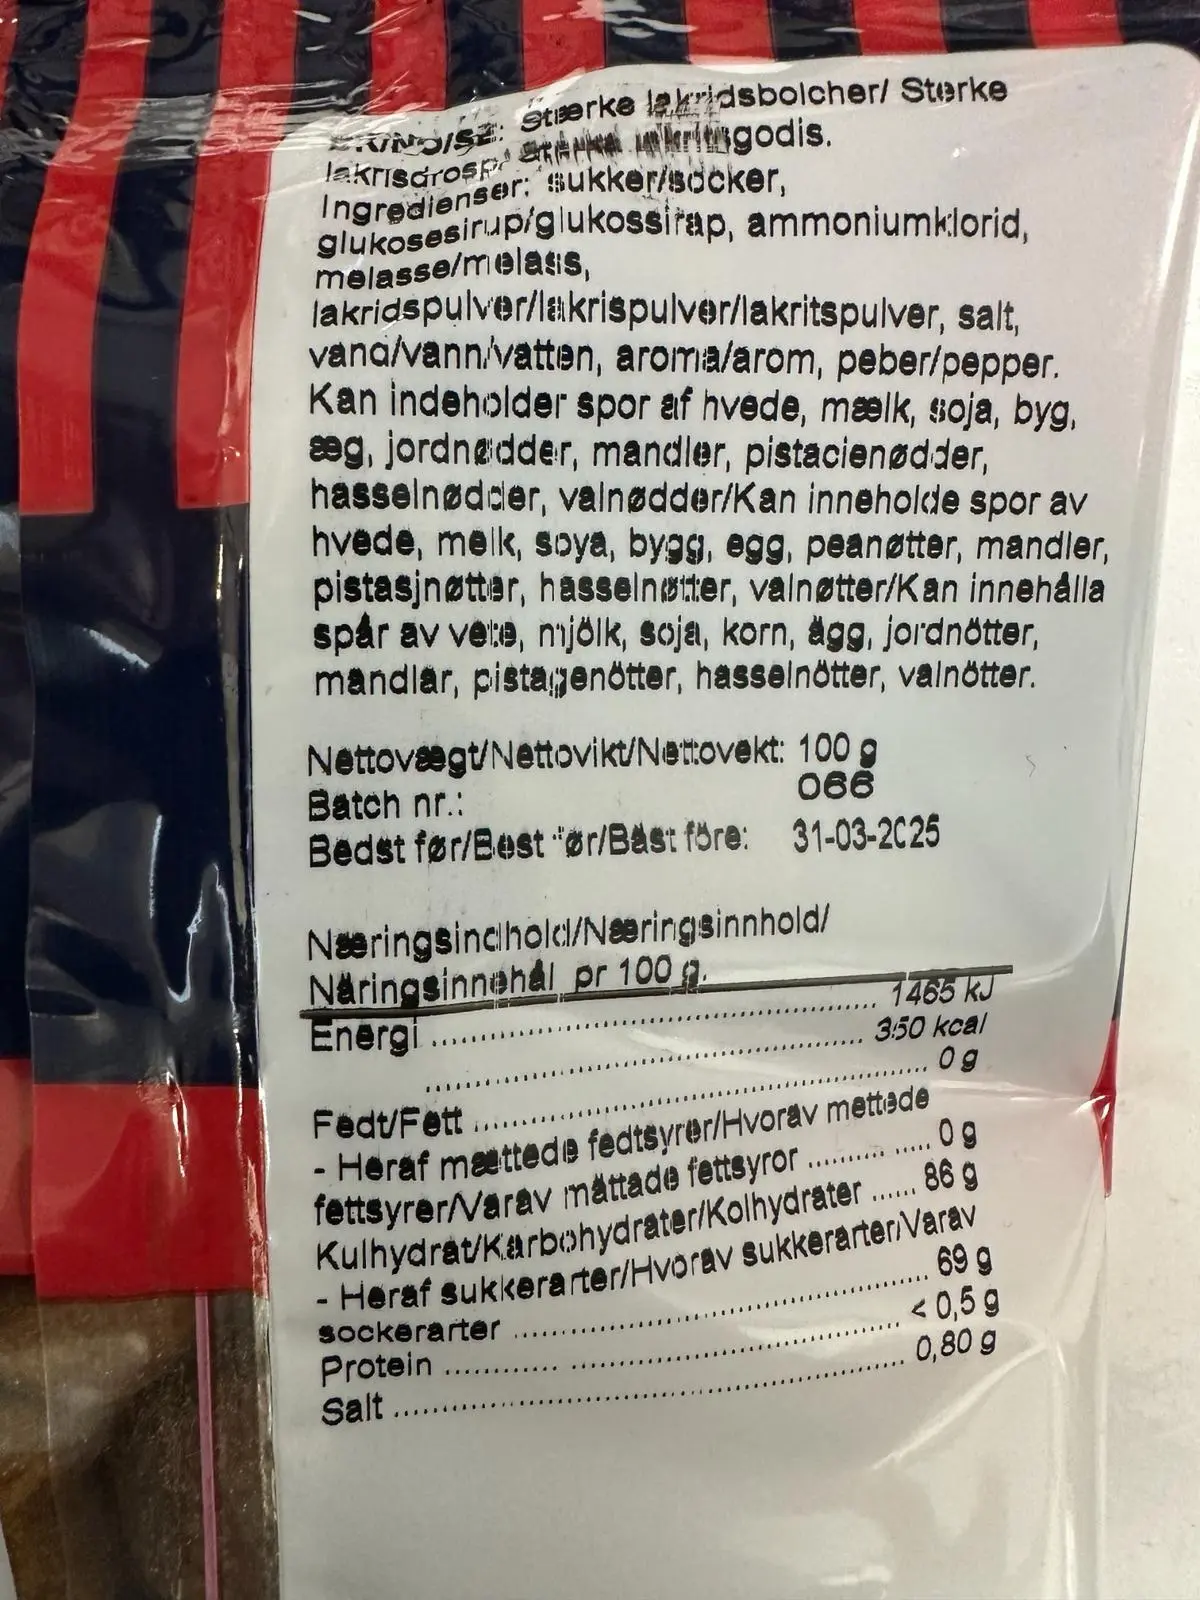 DK/NO/SE: Stærke lakridsbolcher/ Sterke
lakrisdrops/ Starka lakritsgodis.
Ingredienser: sukker/socker,
glukosesirup/glukossirap, ammoniumklorid,
melasse/melass,
lakridspulver/lakrispulver/lakritspulver, salt,
vand/vann/vatten, aroma/arom, peber/pepper.
Kan indeholder spor af hvede, mælk, soja, byg,
æg, jordnødder, mandler, pistacienødder,
hasselnødder, valnødder/Kan inneholde spor av
hvede, melk, soya, bygg, egg, peanøtter, mandler,
pistasjnøtter, hasselnøtter, valnøtter/Kan innehålla
spår av vete, mjölk, soja, korn, ägg, jordnötter,
mandlar, pistagenötter, hasselnötter, valnötter.
Nettovægt/Nettovikt/Nettovekt: 100 g
Batch nr.: 066
Bedst før/Best før/Bäst före: 31-03-2025
Næringsindhold/Næringsinnhold/
Näringsinnehål pr 100 g.
Energi .......... 1465 kJ
.......... 350 kcal
Fedt/Fett .......... 0 g
- Heraf mættede fedtsyrer/Hvorav mettede
fettsyrer/Varav mättade fettsyror .......... 0 g
Kulhydrat/Karbohydrater/Kolhydrater ...... 86 g
- Heraf sukkerarter/Hvorav sukkerarter/Varav
sockerarter .......... 69 g
Protein .......... < 0,5 g
Salt .......... 0,80 g